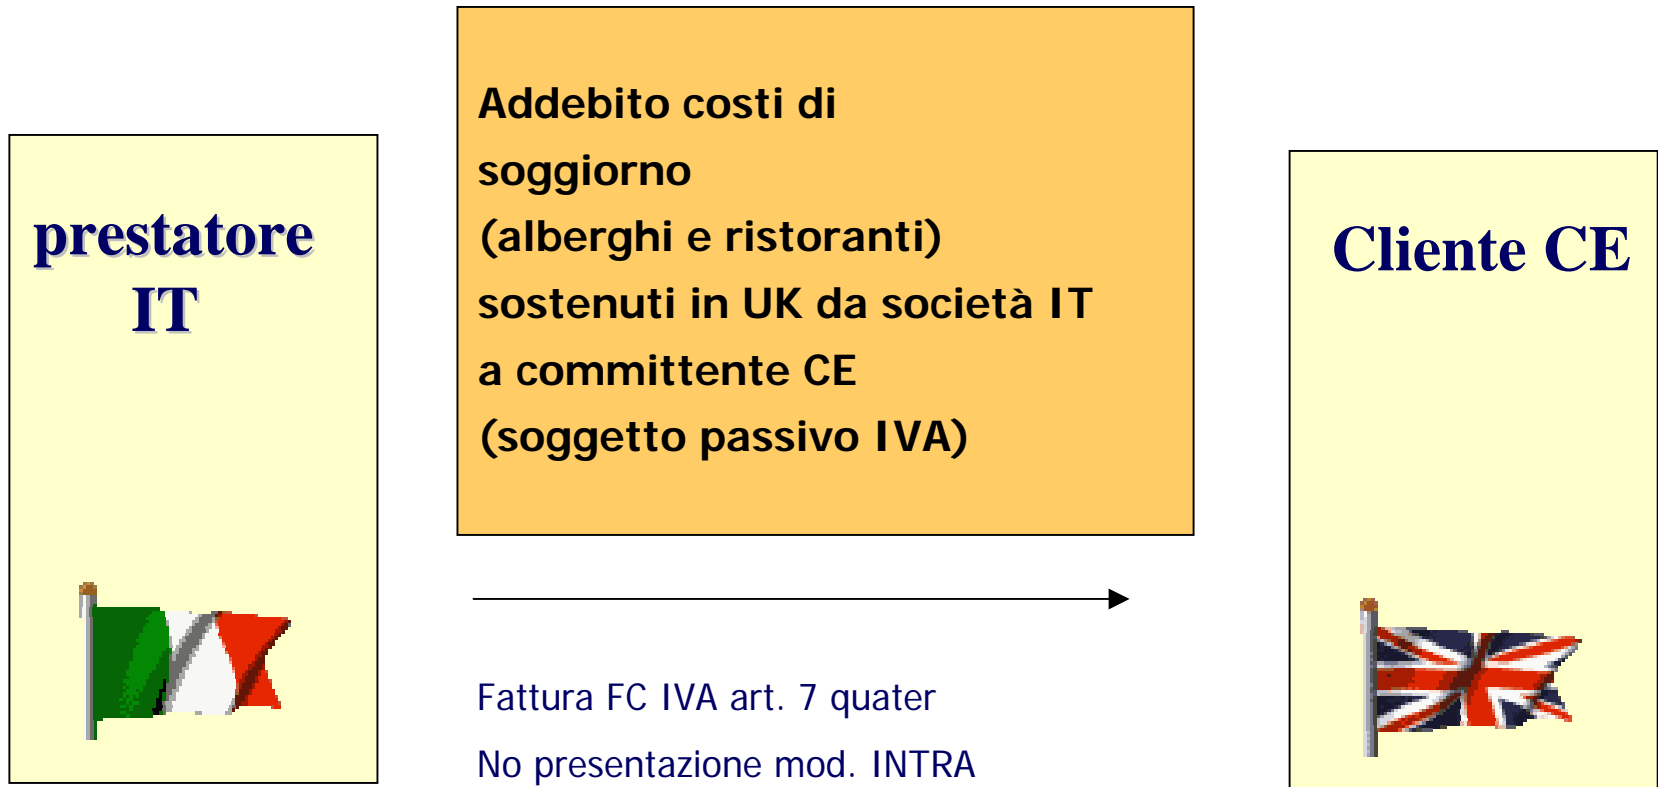 prestatore
IT
Addebito costi di
soggiorno
(alberghi e ristoranti)
sostenuti in UK da società IT
a committente CE
(soggetto passivo IVA)
Cliente CE
Fattura FC IVA art. 7 quater
No presentazione mod. INTRA